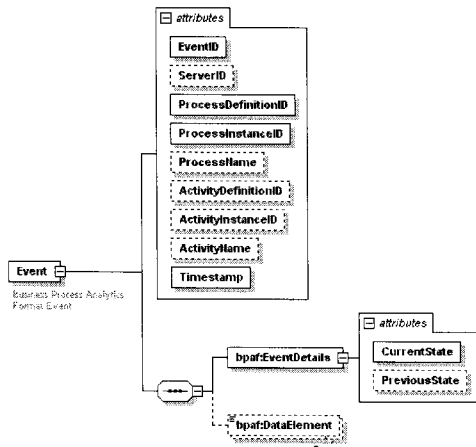 attributes
EventID
ServerID
ProcessDefinitionID
ProcessInstanceID
ProcessName
ActivityDefinitionID
ActivityInstanceID
ActivityName
Timestamp
Event
Business Process Analytics
Format Event
bpaf:EventDetails
attributes
CurrentState
PreviousState
bpaf:DataElement